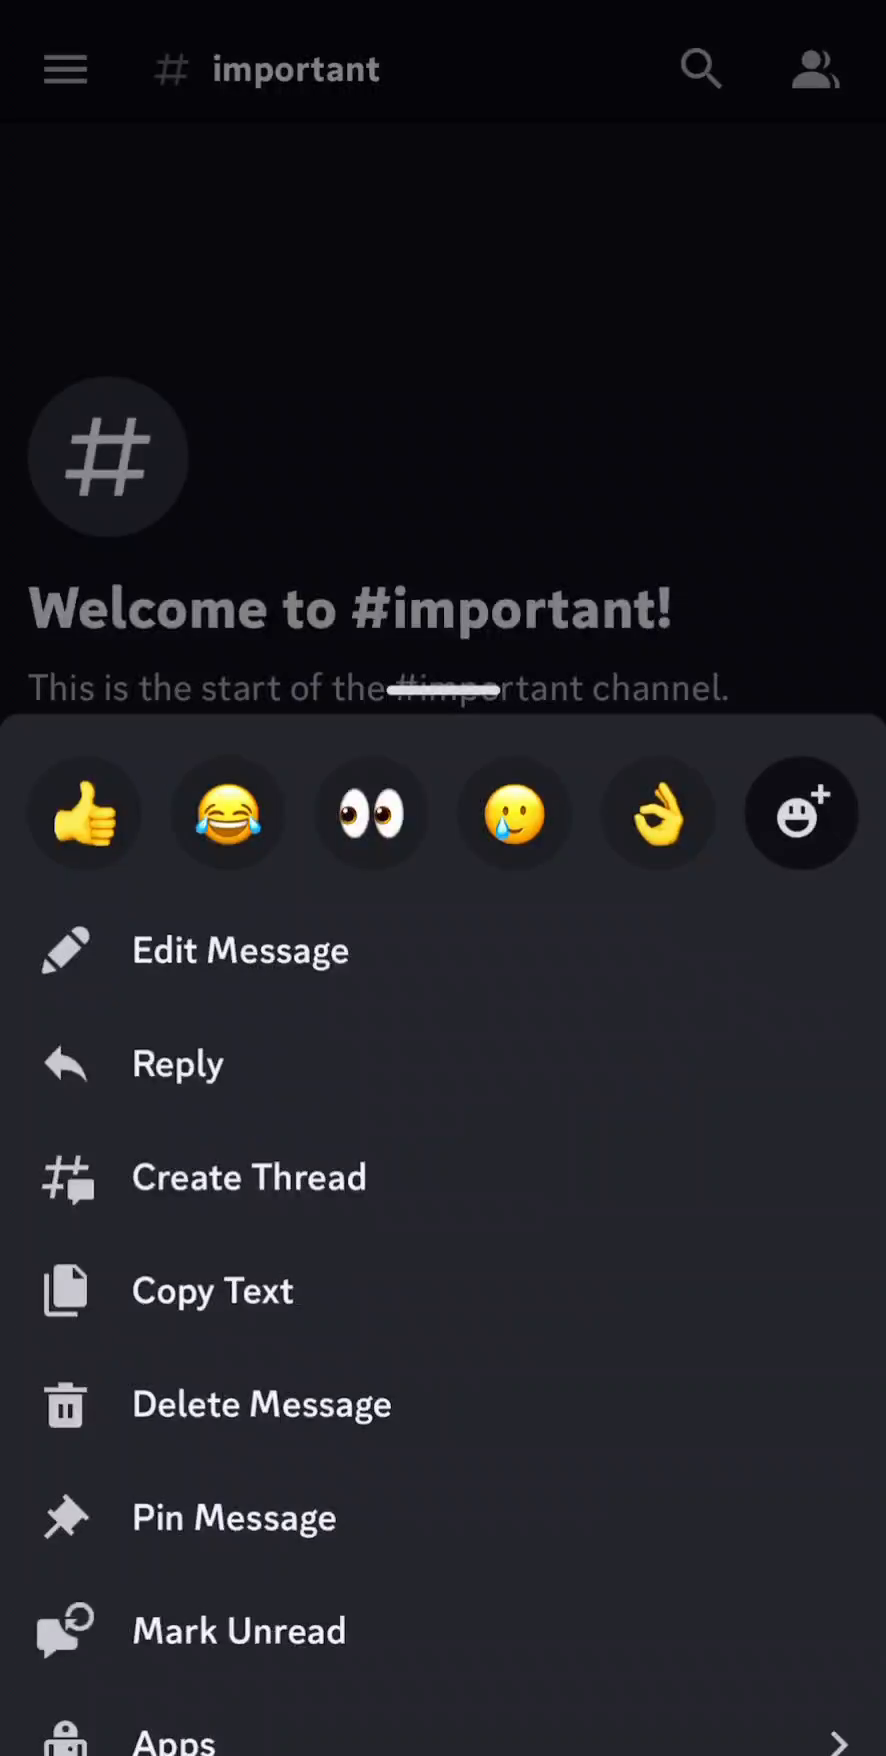 # important
#
Welcome to #important!
This is the start of the #important channel.
Edit Message
Reply
Create Thread
Copy Text
Delete Message
Pin Message
Mark Unread
Apps